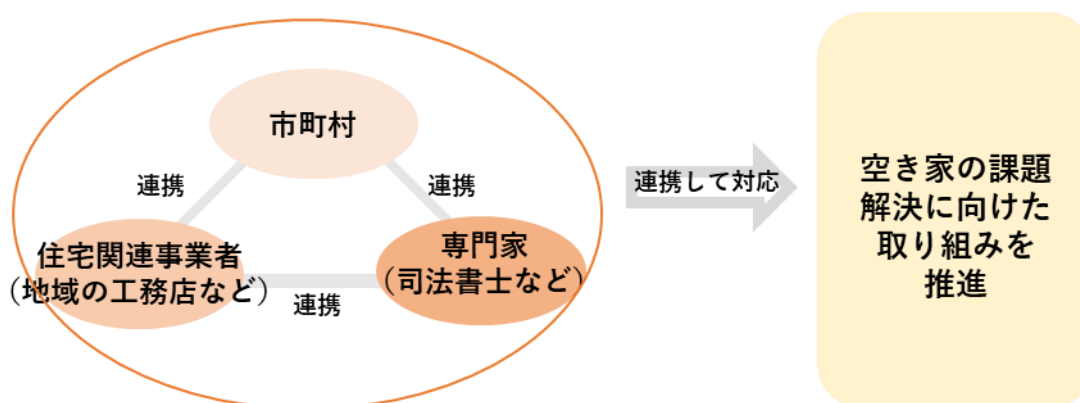 市町村
連携
連携
住宅関連事業者
（地域の工務店など）
連携
専門家
（司法書士など）
連携して対応
空き家の課題
解決に向けた
取り組みを
推進